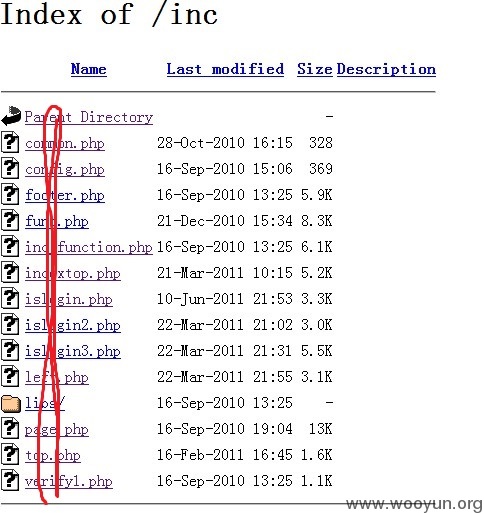 Index of /inc
Name Last modified Size Description
Parent Directory -
common.php 28-Oct-2010 16:15 328
config.php 16-Sep-2010 15:06 369
footer.php 16-Sep-2010 13:25 5.9K
func.php 21-Dec-2010 15:34 8.3K
inc_function.php 16-Sep-2010 13:25 6.1K
indextop.php 21-Mar-2011 10:15 5.2K
islogin.php 10-Jun-2011 21:53 3.3K
islogin2.php 22-Mar-2011 21:02 3.0K
islogin3.php 22-Mar-2011 21:31 5.5K
left.php 22-Mar-2011 21:55 3.1K
libs/ 16-Sep-2010 13:25 -
page.php 16-Sep-2010 19:04 13K
top.php 16-Feb-2011 16:45 1.6K
verify1.php 16-Sep-2010 13:25 1.1K
www.wooyun.org